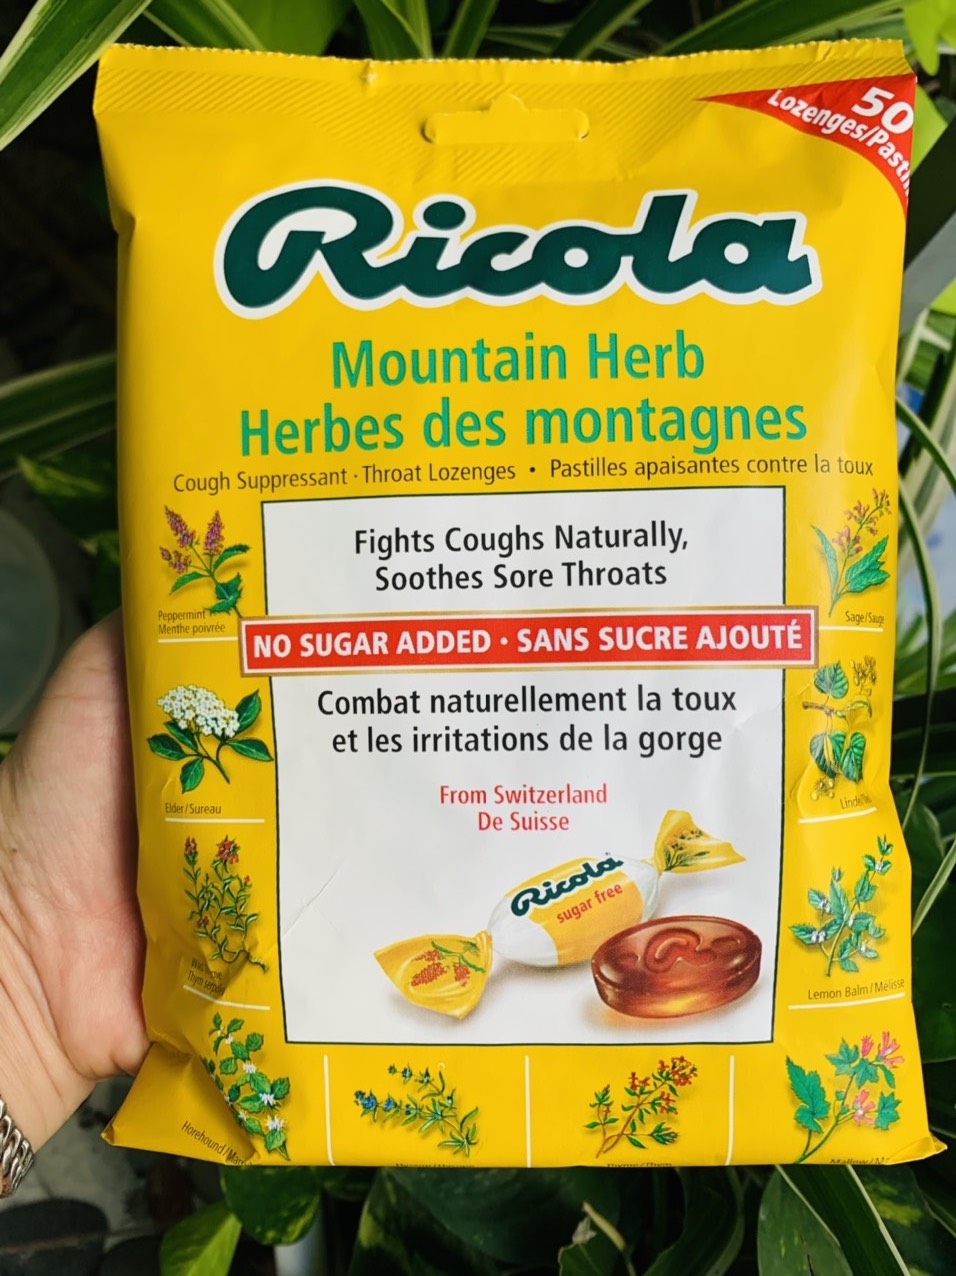 50
Lozenges/
Ricola
Mountain Herb
Herbes des montagnes
Cough Suppressant · Throat Lozenges • Pastilles apaisantes contre la toux
Fights Coughs Naturally,
Soothes Sore Throats
Peppermint
Menthe poivrée
Sage/Sauge
NO SUGAR ADDED • SANS SUCRE AJOUTÉ
Combat naturellement la toux
et les irritations de la gorge
From Switzerland
De Suisse
Elder/Sureau
Ricola
sugar free
Lemon Balm/Mélisse
Horehound/